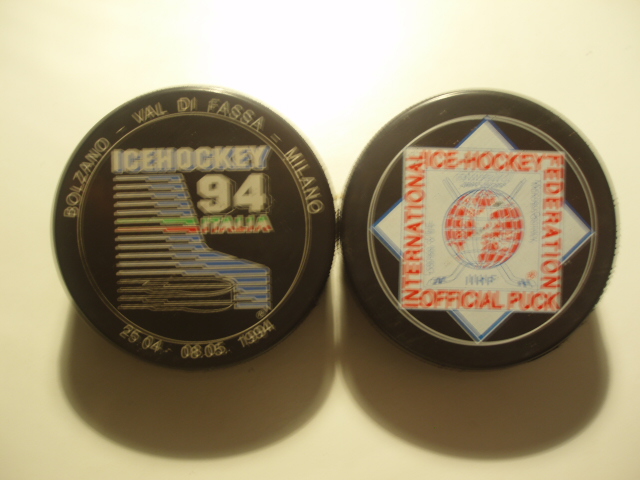 BOLZANO - VAL DI FASSA - MILANO
ICEHOCKEY
94
ITALIA
®
25.04.- 08.05. 1994
ICE-HOCKEY
INTERNATIONAL
FEDERATION
IIHF
®
OFFICIAL PUCK